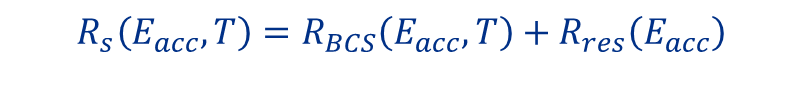 R_s(E_acc, T) = R_BCS(E_acc, T) + R_res(E_acc)